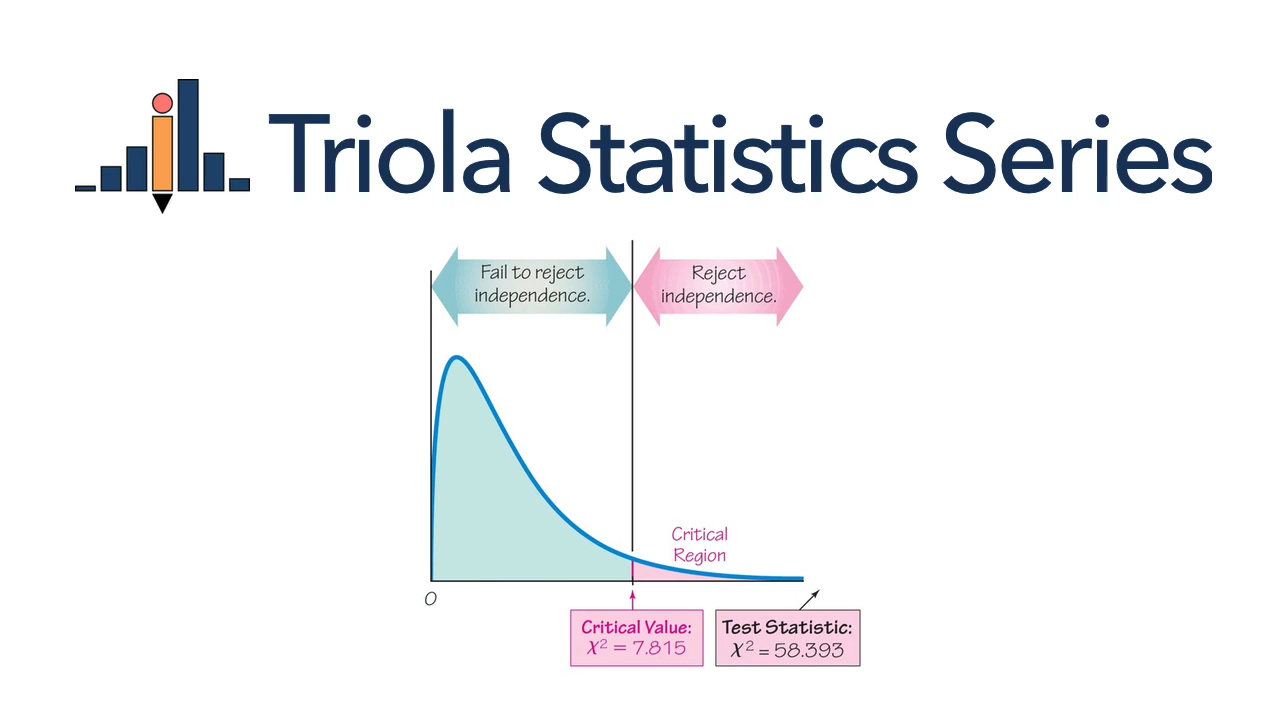 Triola Statistics Series
Fail to reject
independence.
Reject
independence.
Critical
Region
0
Critical Value:
χ² = 7.815
Test Statistic:
χ² = 58.393